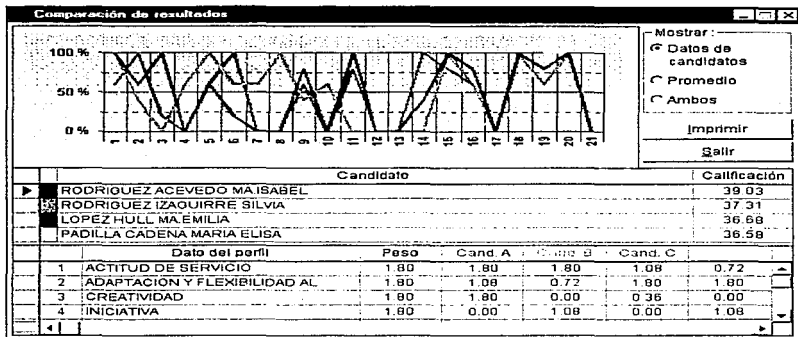 Comparación de resultados
Mostrar :
Datos de candidatos
Promedio
Ambos
Imprimir
Salir
100 %
50 %
0 %
1 2 3 4 5 6 7 8 9 10 11 12 13 14 15 16 17 18 19 20 21
Candidato Calificación
RODRIGUEZ ACEVEDO MA.ISABEL 39.03
RODRIGUEZ IZAGUIRRE SILVIA 37.31
LOPEZ HULL MA.EMILIA 36.68
PADILLA CADENA MARIA ELISA 36.58
Dato del perfil Peso Cand. A Cand. B Cand. C
1 ACTITUD DE SERVICIO 1.80 1.80 1.80 1.08 0.72
2 ADAPTACION Y FLEXIBILIDAD AL 1.80 1.08 0.72 1.80 1.80
3 CREATIVIDAD 1.80 1.80 0.00 0.36 0.00
4 INICIATIVA 1.80 0.00 1.08 0.00 1.08